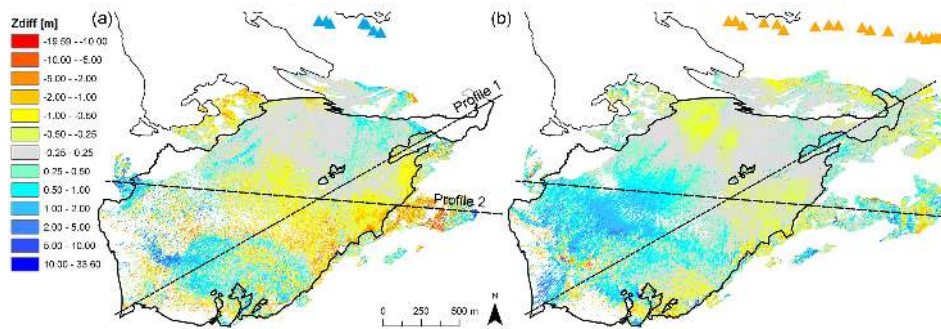 Zdiff [m]
(a)
(b)
-19.59 - -10.00
-10.00 - -5.00
-5.00 - -2.00
-2.00 - -1.00
-1.00 - -0.50
-0.50 - -0.25
-0.25 - 0.25
0.25 - 0.50
0.50 - 1.00
1.00 - 2.00
2.00 - 5.00
5.00 - 10.00
10.00 - 33.60
Profile 1
Profile 2
0 250 500 m
N